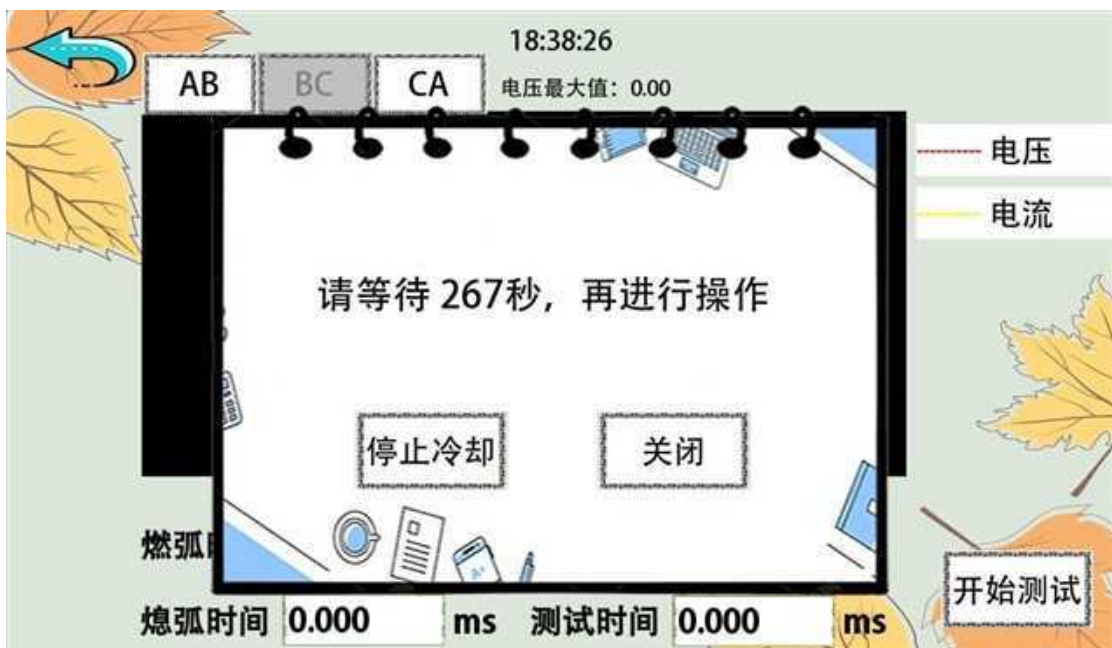 18:38:26
AB BC CA 电压最大值: 0.00
电压
电流
请等待 267秒, 再进行操作
停止冷却 关闭
燃弧
熄弧时间 0.000 ms 测试时间 0.000 ms
开始测试